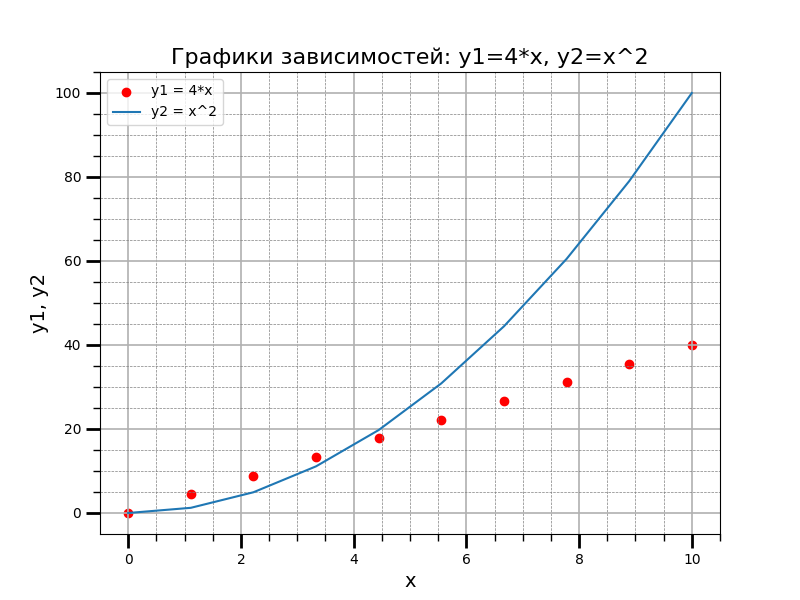 Графики зависимостей: y1=4*x, y2=x^2
y1 = 4*x
y2 = x^2
100
80
60
40
20
0
y1, y2
0 2 4 6 8 10
x